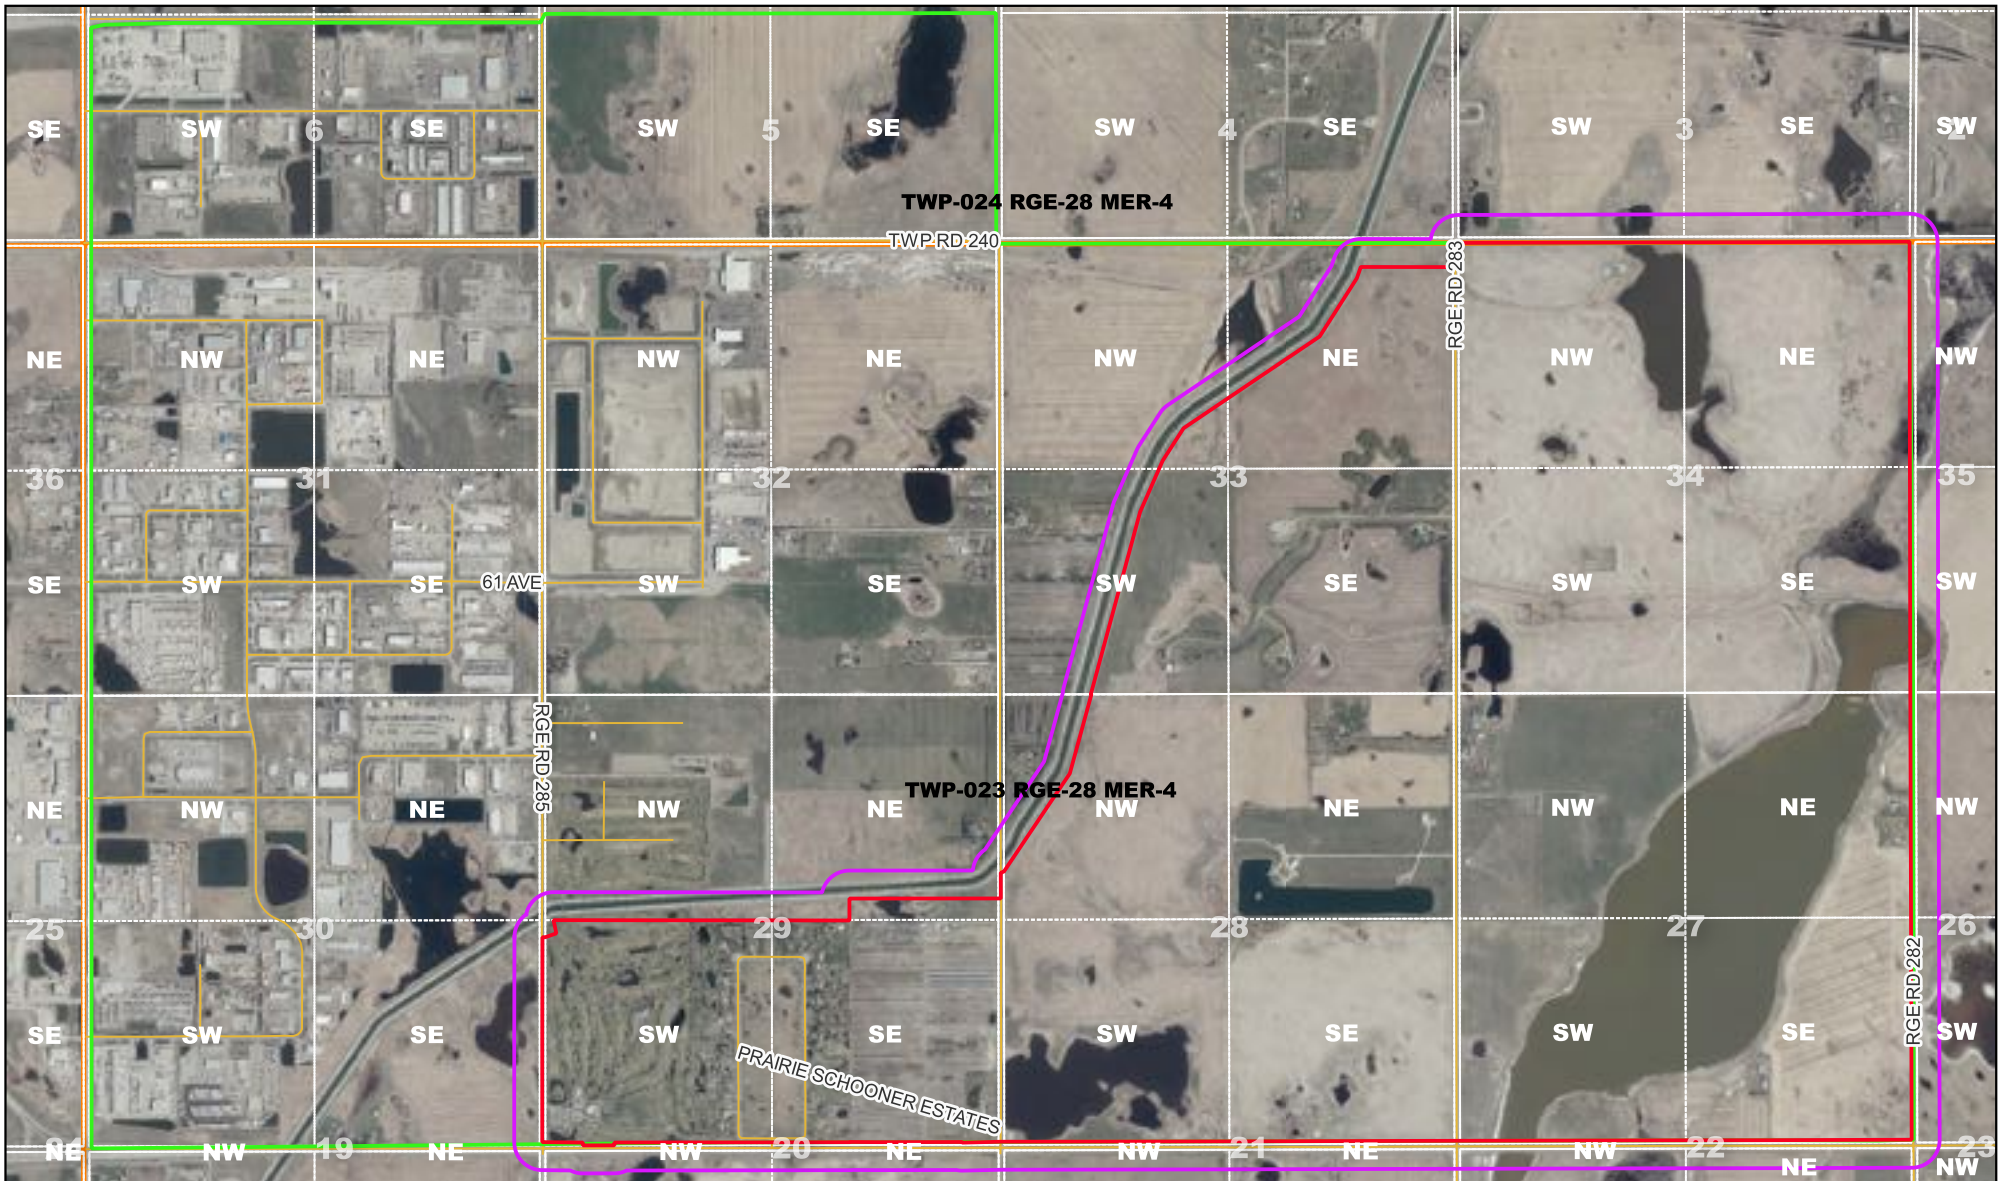 SE 1 SW 6 SE SW 5 SE SW 4 SE SW 3 SE SW 2
TWP-024 RGE-28 MER-4
TWP RD 240
RGE RD 283
NE NW NE NW NE NW NE NW NE NW
36 31 32 33 34 35
SE SW 61 AVE SE SW SE SW SE SW SE SW
RGE RD 285
TWP-023 RGE-28 MER-4
NE NW NE NW NE NW NE NW NE NW
25 30 29 28 27 26
RGE RD 282
SE SW SE SW SE SW SE SW SE SW
PRAIRIE SCHOONER ESTATES
24 NE NW 19 NE NW 20 NE NW 21 NE NW 22 NE NW 23